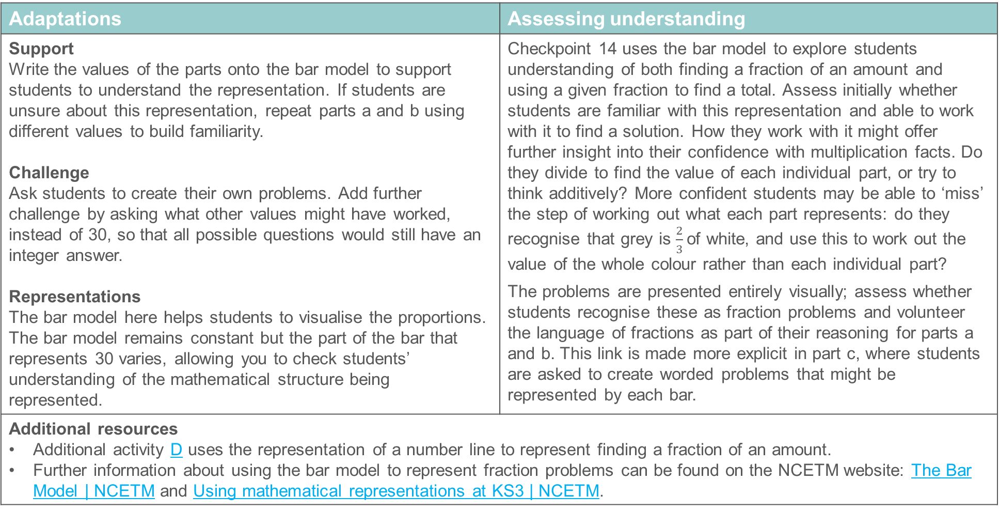 Adaptations
Support
Write the values of the parts onto the bar model to support
students to understand the representation. If students are
unsure about this representation, repeat parts a and b using
different values to build familiarity.
Challenge
Ask students to create their own problems. Add further
challenge by asking what other values might have worked,
instead of 30, so that all possible questions would still have an
integer answer.
Representations
The bar model here helps students to visualise the proportions.
The bar model remains constant but the part of the bar that
represents 30 varies, allowing you to check students’
understanding of the mathematical structure being
represented.
Assessing understanding
Checkpoint 14 uses the bar model to explore students
understanding of both finding a fraction of an amount and
using a given fraction to find a total. Assess initially whether
students are familiar with this representation and able to work
with it to find a solution. How they work with it might offer
further insight into their confidence with multiplication facts. Do
they divide to find the value of each individual part, or try to
think additively? More confident students may be able to ‘miss’
the step of working out what each part represents: do they
recognise that grey is 2/3 of white, and use this to work out the
value of the whole colour rather than each individual part?
The problems are presented entirely visually; assess whether
students recognise these as fraction problems and volunteer
the language of fractions as part of their reasoning for parts a
and b. This link is made more explicit in part c, where students
are asked to create worded problems that might be
represented by each bar.
Additional resources
• Additional activity D uses the representation of a number line to represent finding a fraction of an amount.
• Further information about using the bar model to represent fraction problems can be found on the NCETM website: The Bar
Model | NCETM and Using mathematical representations at KS3 | NCETM.